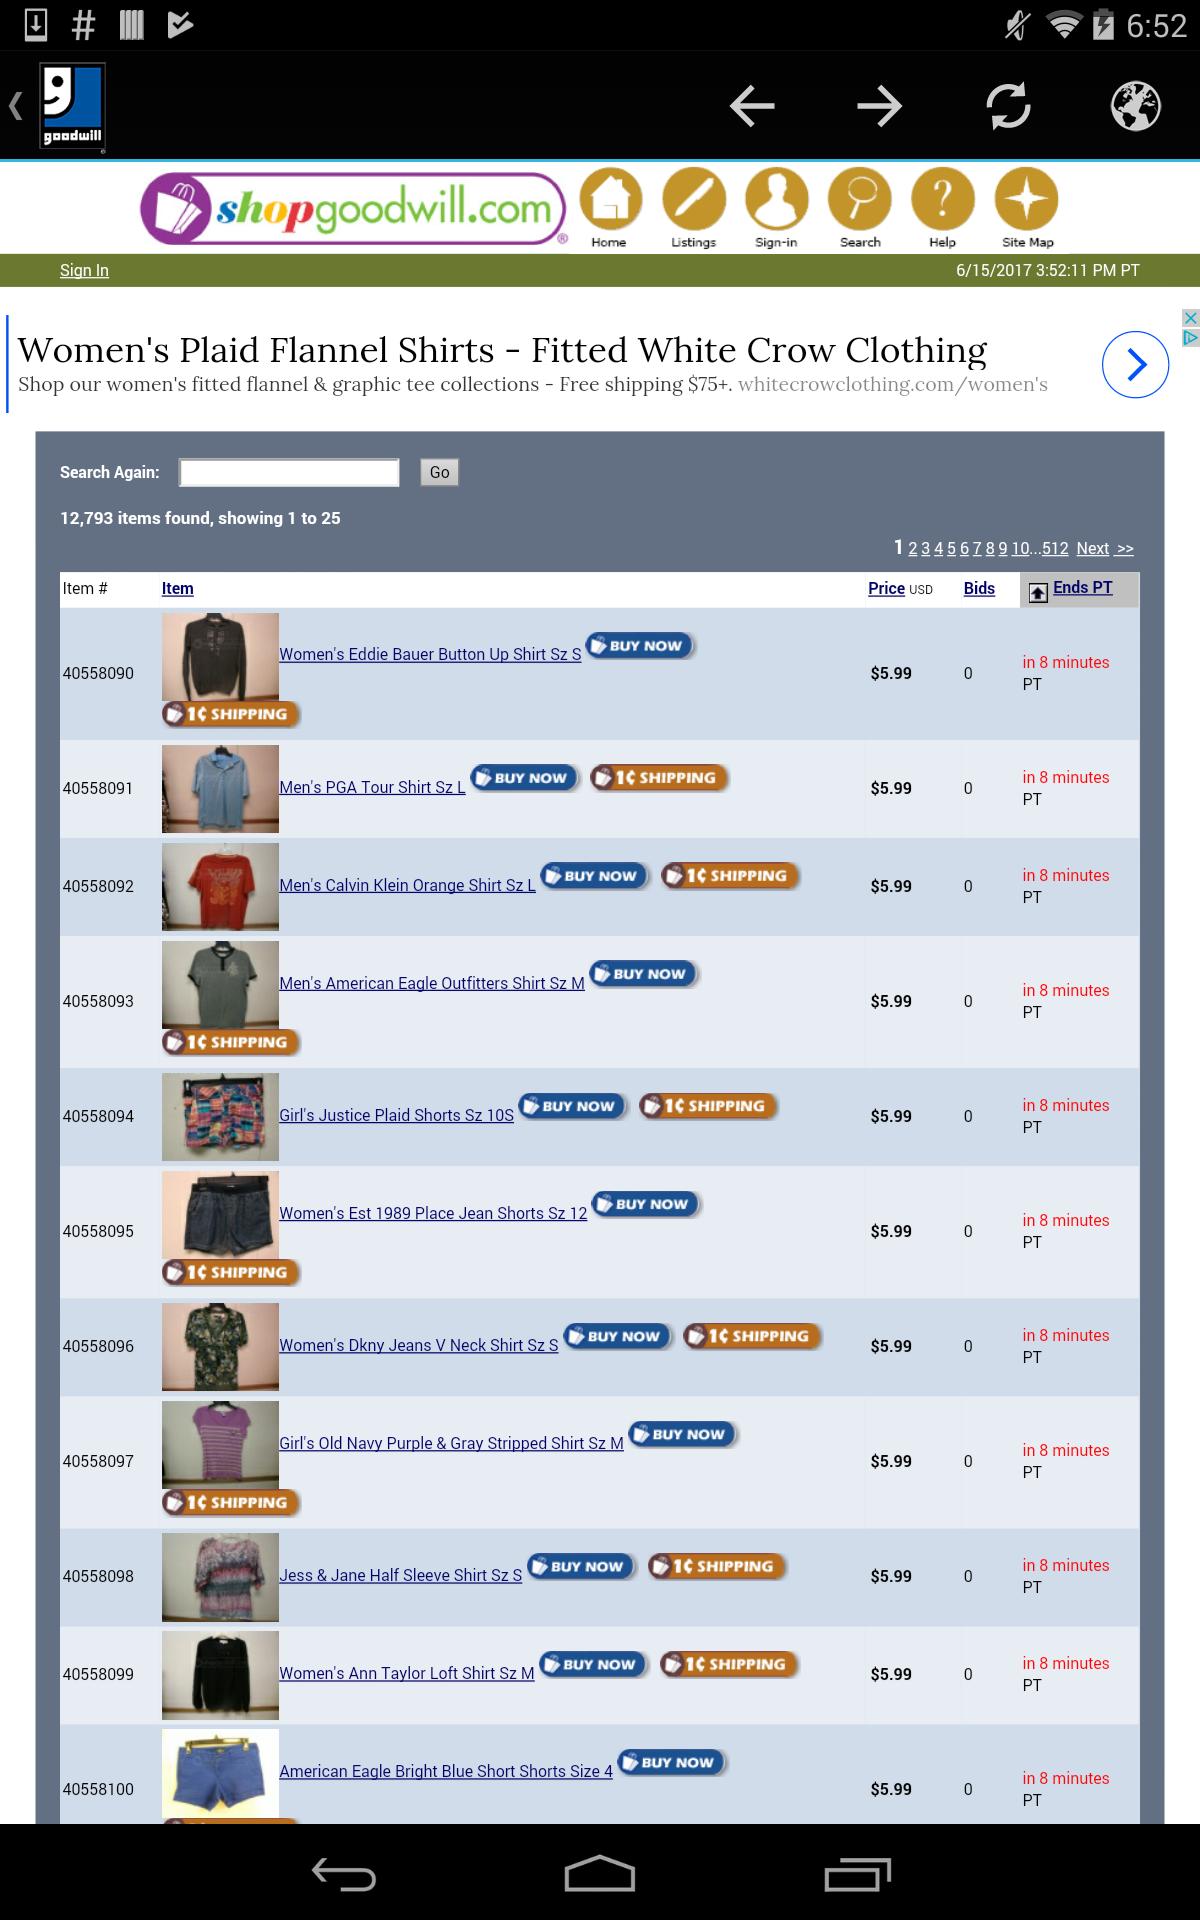 6:52
goodwill
shopgoodwill.com®
Home Listings Sign-in Search Help Site Map
Sign In 6/15/2017 3:52:11 PM PT
Women's Plaid Flannel Shirts - Fitted White Crow Clothing
Shop our women's fitted flannel & graphic tee collections - Free shipping $75+. whitecrowclothing.com/women's
Search Again: Go
12,793 items found, showing 1 to 25
1 2 3 4 5 6 7 8 9 10...512 Next >>
Item # Item Price USD Bids Ends PT
40558090 Women's Eddie Bauer Button Up Shirt Sz S BUY NOW 1¢ SHIPPING $5.99 0 in 8 minutes PT
40558091 Men's PGA Tour Shirt Sz L BUY NOW 1¢ SHIPPING $5.99 0 in 8 minutes PT
40558092 Men's Calvin Klein Orange Shirt Sz L BUY NOW 1¢ SHIPPING $5.99 0 in 8 minutes PT
40558093 Men's American Eagle Outfitters Shirt Sz M BUY NOW 1¢ SHIPPING $5.99 0 in 8 minutes PT
40558094 Girl's Justice Plaid Shorts Sz 10S BUY NOW 1¢ SHIPPING $5.99 0 in 8 minutes PT
40558095 Women's Est 1989 Place Jean Shorts Sz 12 BUY NOW 1¢ SHIPPING $5.99 0 in 8 minutes PT
40558096 Women's Dkny Jeans V Neck Shirt Sz S BUY NOW 1¢ SHIPPING $5.99 0 in 8 minutes PT
40558097 Girl's Old Navy Purple & Gray Stripped Shirt Sz M BUY NOW 1¢ SHIPPING $5.99 0 in 8 minutes PT
40558098 Jess & Jane Half Sleeve Shirt Sz S BUY NOW 1¢ SHIPPING $5.99 0 in 8 minutes PT
40558099 Women's Ann Taylor Loft Shirt Sz M BUY NOW 1¢ SHIPPING $5.99 0 in 8 minutes PT
40558100 American Eagle Bright Blue Short Shorts Size 4 BUY NOW $5.99 0 in 8 minutes PT